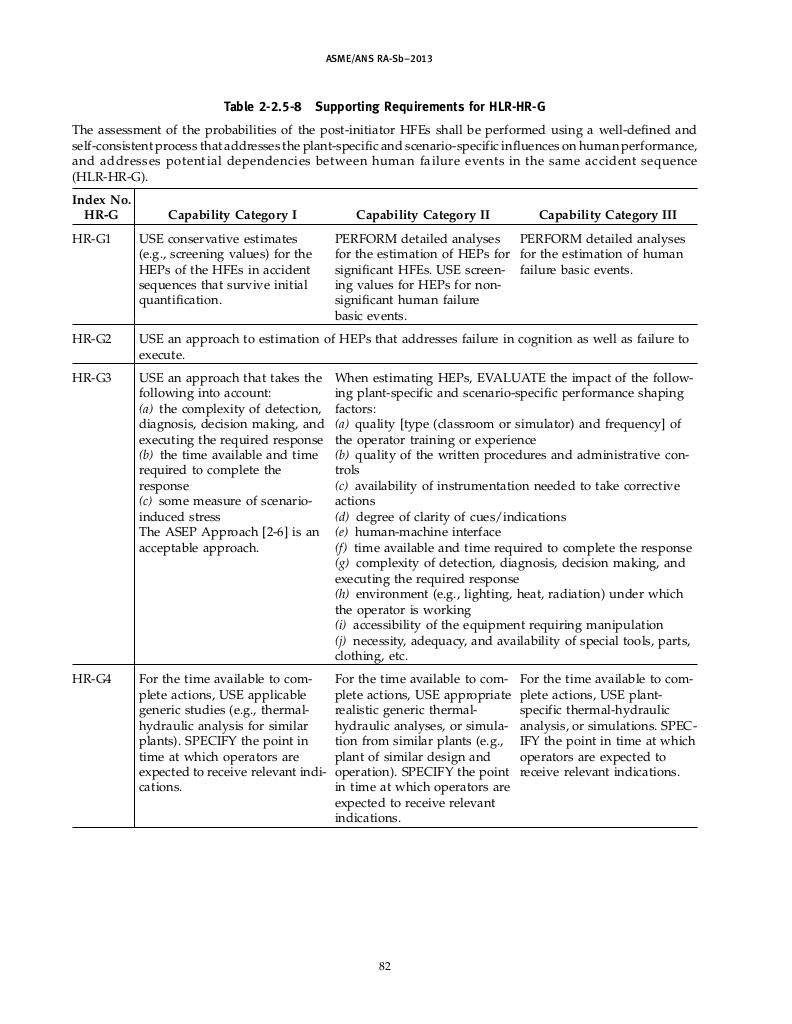 ASME/ANS RA-Sb–2013
Table 2-2.5-8 Supporting Requirements for HLR-HR-G
The assessment of the probabilities of the post-initiator HFEs shall be performed using a well-defined and
self-consistent process that addresses the plant-specific and scenario-specific influences on human performance,
and addresses potential dependencies between human failure events in the same accident sequence
(HLR-HR-G).
Index No.
HR-G
Capability Category I
Capability Category II
Capability Category III
HR-G1
USE conservative estimates
(e.g., screening values) for the
HEPs of the HFEs in accident
sequences that survive initial
quantification.
PERFORM detailed analyses
for the estimation of HEPs for
significant HFEs. USE screen-
ing values for HEPs for non-
significant human failure
basic events.
PERFORM detailed analyses
for the estimation of human
failure basic events.
HR-G2
USE an approach to estimation of HEPs that addresses failure in cognition as well as failure to
execute.
HR-G3
USE an approach that takes the
following into account:
(a) the complexity of detection,
diagnosis, decision making, and
executing the required response
(b) the time available and time
required to complete the
response
(c) some measure of scenario-
induced stress
The ASEP Approach [2-6] is an
acceptable approach.
When estimating HEPs, EVALUATE the impact of the follow-
ing plant-specific and scenario-specific performance shaping
factors:
(a) quality [type (classroom or simulator) and frequency] of
the operator training or experience
(b) quality of the written procedures and administrative con-
trols
(c) availability of instrumentation needed to take corrective
actions
(d) degree of clarity of cues/indications
(e) human-machine interface
(f) time available and time required to complete the response
(g) complexity of detection, diagnosis, decision making, and
executing the required response
(h) environment (e.g., lighting, heat, radiation) under which
the operator is working
(i) accessibility of the equipment requiring manipulation
(j) necessity, adequacy, and availability of special tools, parts,
clothing, etc.
HR-G4
For the time available to com-
plete actions, USE applicable
generic studies (e.g., thermal-
hydraulic analysis for similar
plants). SPECIFY the point in
time at which operators are
expected to receive relevant indi-
cations.
For the time available to com-
plete actions, USE appropriate
realistic generic thermal-
hydraulic analyses, or simula-
tion from similar plants (e.g.,
plant of similar design and
operation). SPECIFY the point
in time at which operators are
expected to receive relevant
indications.
For the time available to com-
plete actions, USE plant-
specific thermal-hydraulic
analysis, or simulations. SPEC-
IFY the point in time at which
operators are expected to
receive relevant indications.
82